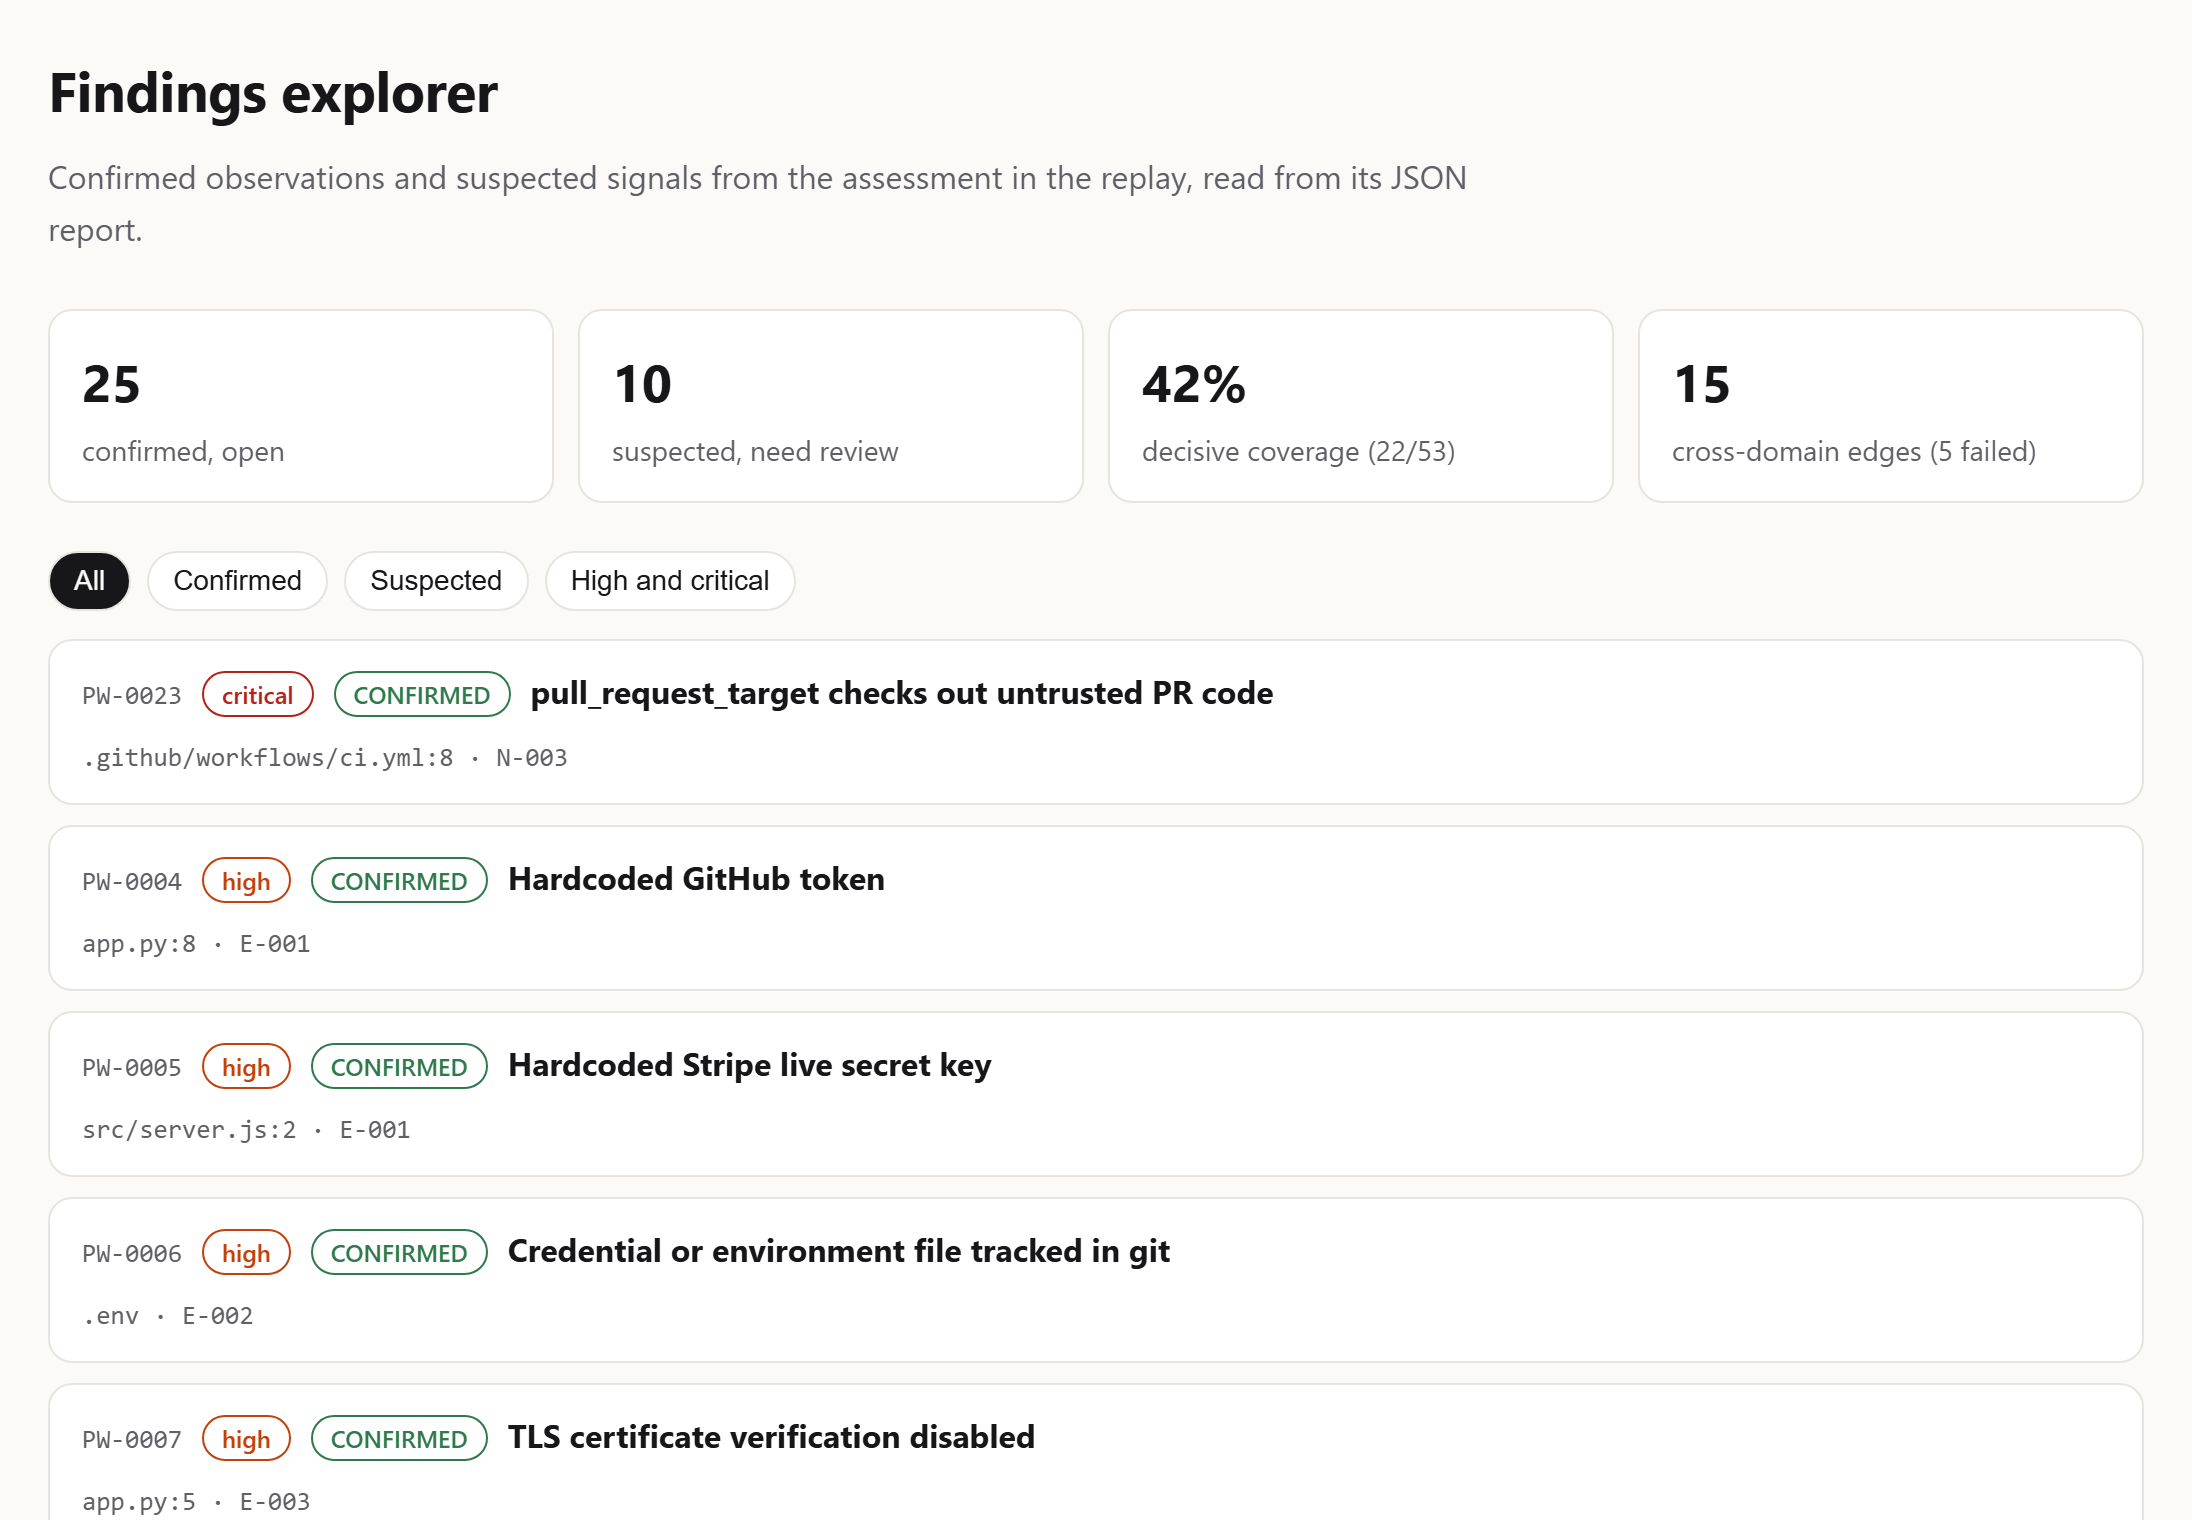 Findings explorer
Confirmed observations and suspected signals from the assessment in the replay, read from its JSON
report.
25
confirmed, open
10
suspected, need review
42%
decisive coverage (22/53)
15
cross-domain edges (5 failed)
All Confirmed Suspected High and critical
PW-0023 critical CONFIRMED pull_request_target checks out untrusted PR code
.github/workflows/ci.yml:8 · N-003
PW-0004 high CONFIRMED Hardcoded GitHub token
app.py:8 · E-001
PW-0005 high CONFIRMED Hardcoded Stripe live secret key
src/server.js:2 · E-001
PW-0006 high CONFIRMED Credential or environment file tracked in git
.env · E-002
PW-0007 high CONFIRMED TLS certificate verification disabled
app.py:5 · E-003